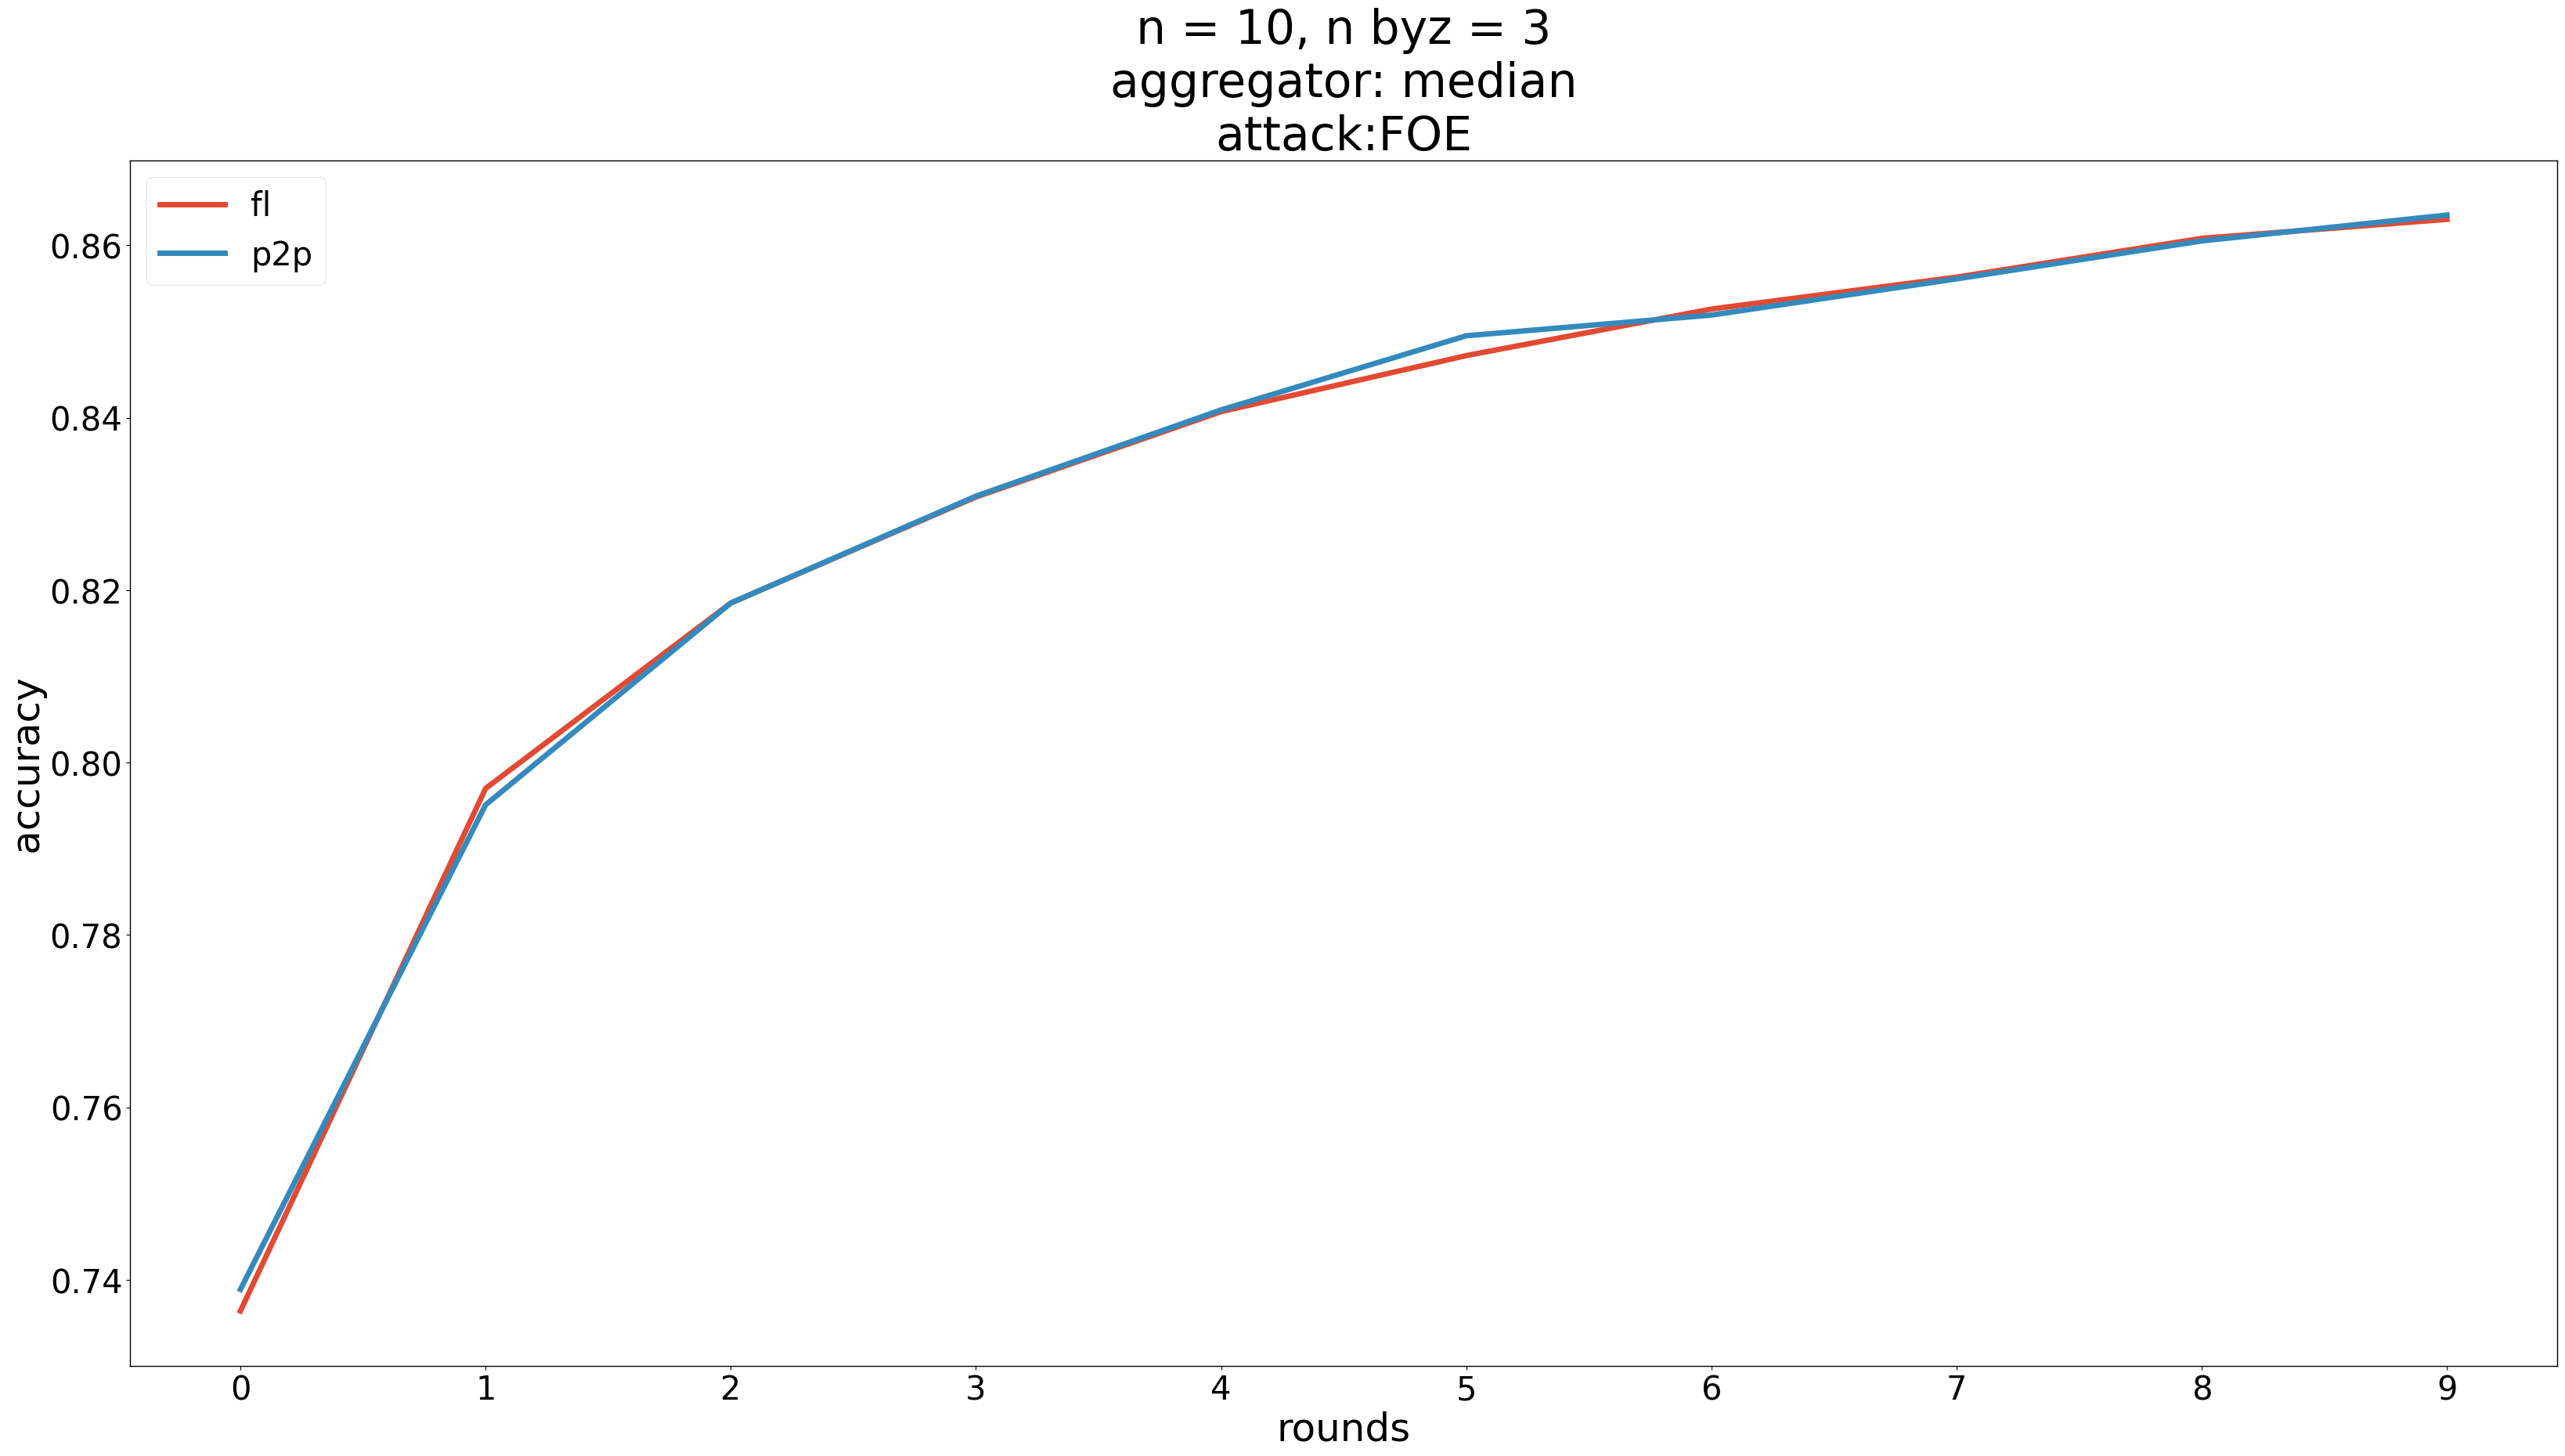 n = 10, n byz = 3
aggregator: median
attack:FOE
fl
p2p
0.86
0.84
0.82
0.80
0.78
0.76
0.74
accuracy
0 1 2 3 4 5 6 7 8 9
rounds